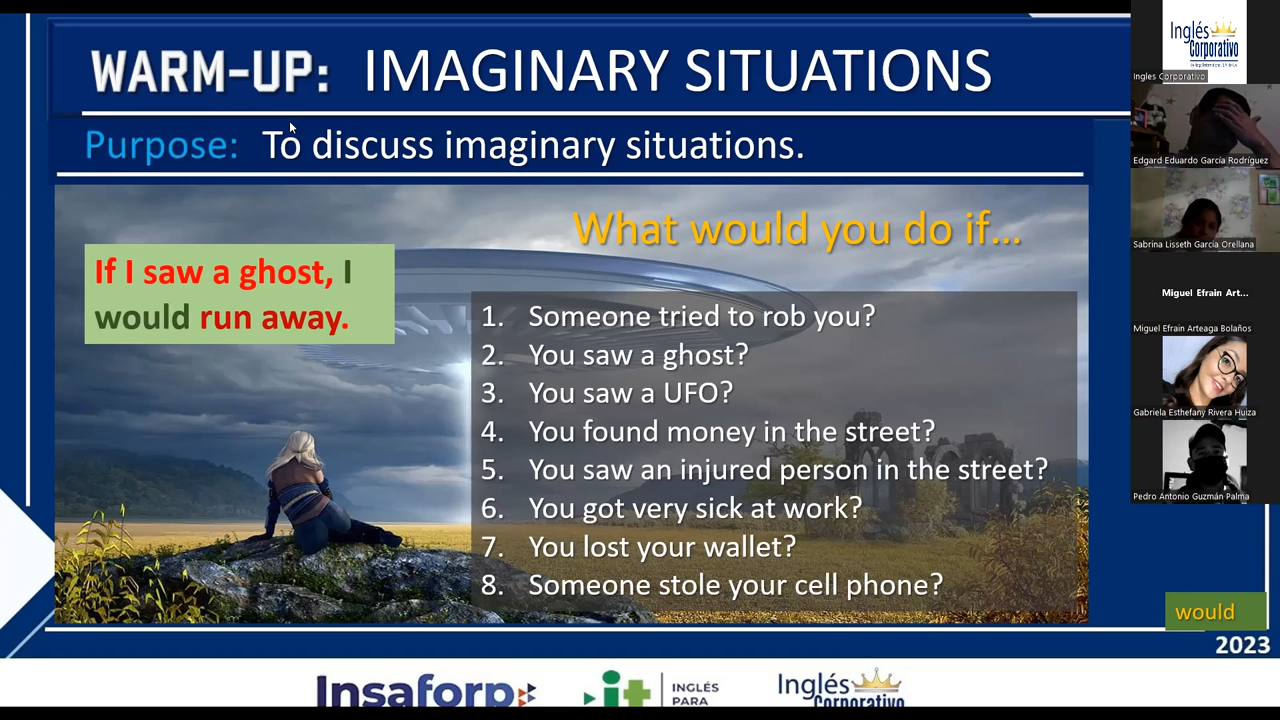 WARM-UP: IMAGINARY SITUATIONS
Purpose: To discuss imaginary situations.
What would you do if...
If I saw a ghost, I
would run away.
1. Someone tried to rob you?
2. You saw a ghost?
3. You saw a UFO?
4. You found money in the street?
5. You saw an injured person in the street?
6. You got very sick at work?
7. You lost your wallet?
8. Someone stole your cell phone?
would
2023
Insaforp
it
INGLÉS
PARA
Inglés
Corporativo
Inglés
Corporativo
Ingles Corporativo
Edgard Eduardo García Rodríguez
Sabrina Lisseth García Orellana
Miguel Efrain Art...
Miguel Efrain Arteaga Bolaños
Gabriela Esthefany Rivera Huiza
Pedro Antonio Guzmán Palma